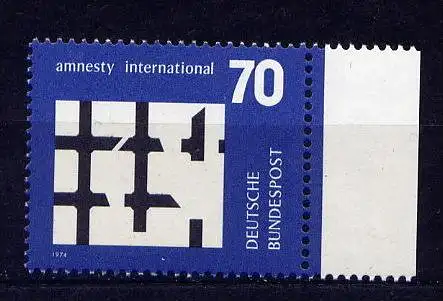 amnesty international
70
DEUTSCHE
BUNDESPOST
1974